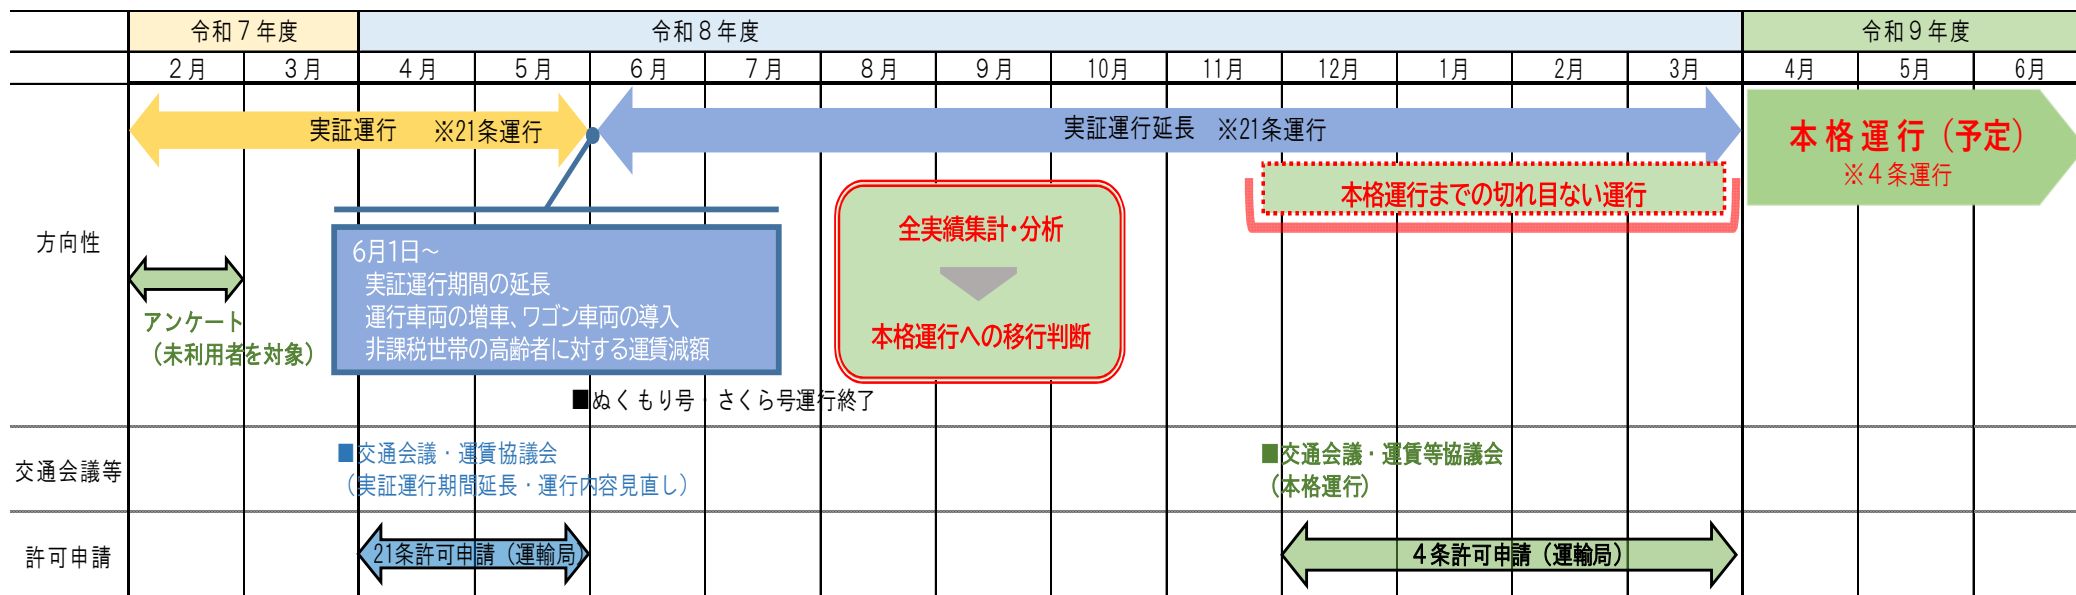 令和７年度
令和８年度
令和９年度
２月
３月
４月
５月
６月
７月
８月
９月
10月
11月
12月
1月
2月
3月
4月
5月
6月
方向性
実証運行　※21条運行
実証運行延長　※21条運行
本格運行（予定）
※４条運行
本格運行までの切れ目ない運行
6月1日～
実証運行期間の延長
運行車両の増車、ワゴン車両の導入
非課税世帯の高齢者に対する運賃減額
全実績集計・分析
本格運行への移行判断
アンケート
（未利用者を対象）
■ぬくもり号・さくら号運行終了
交通会議等
■交通会議・運賃協議会
（実証運行期間延長・運行内容見直し）
■交通会議・運賃等協議会
（本格運行）
許可申請
21条許可申請（運輸局）
４条許可申請（運輸局）